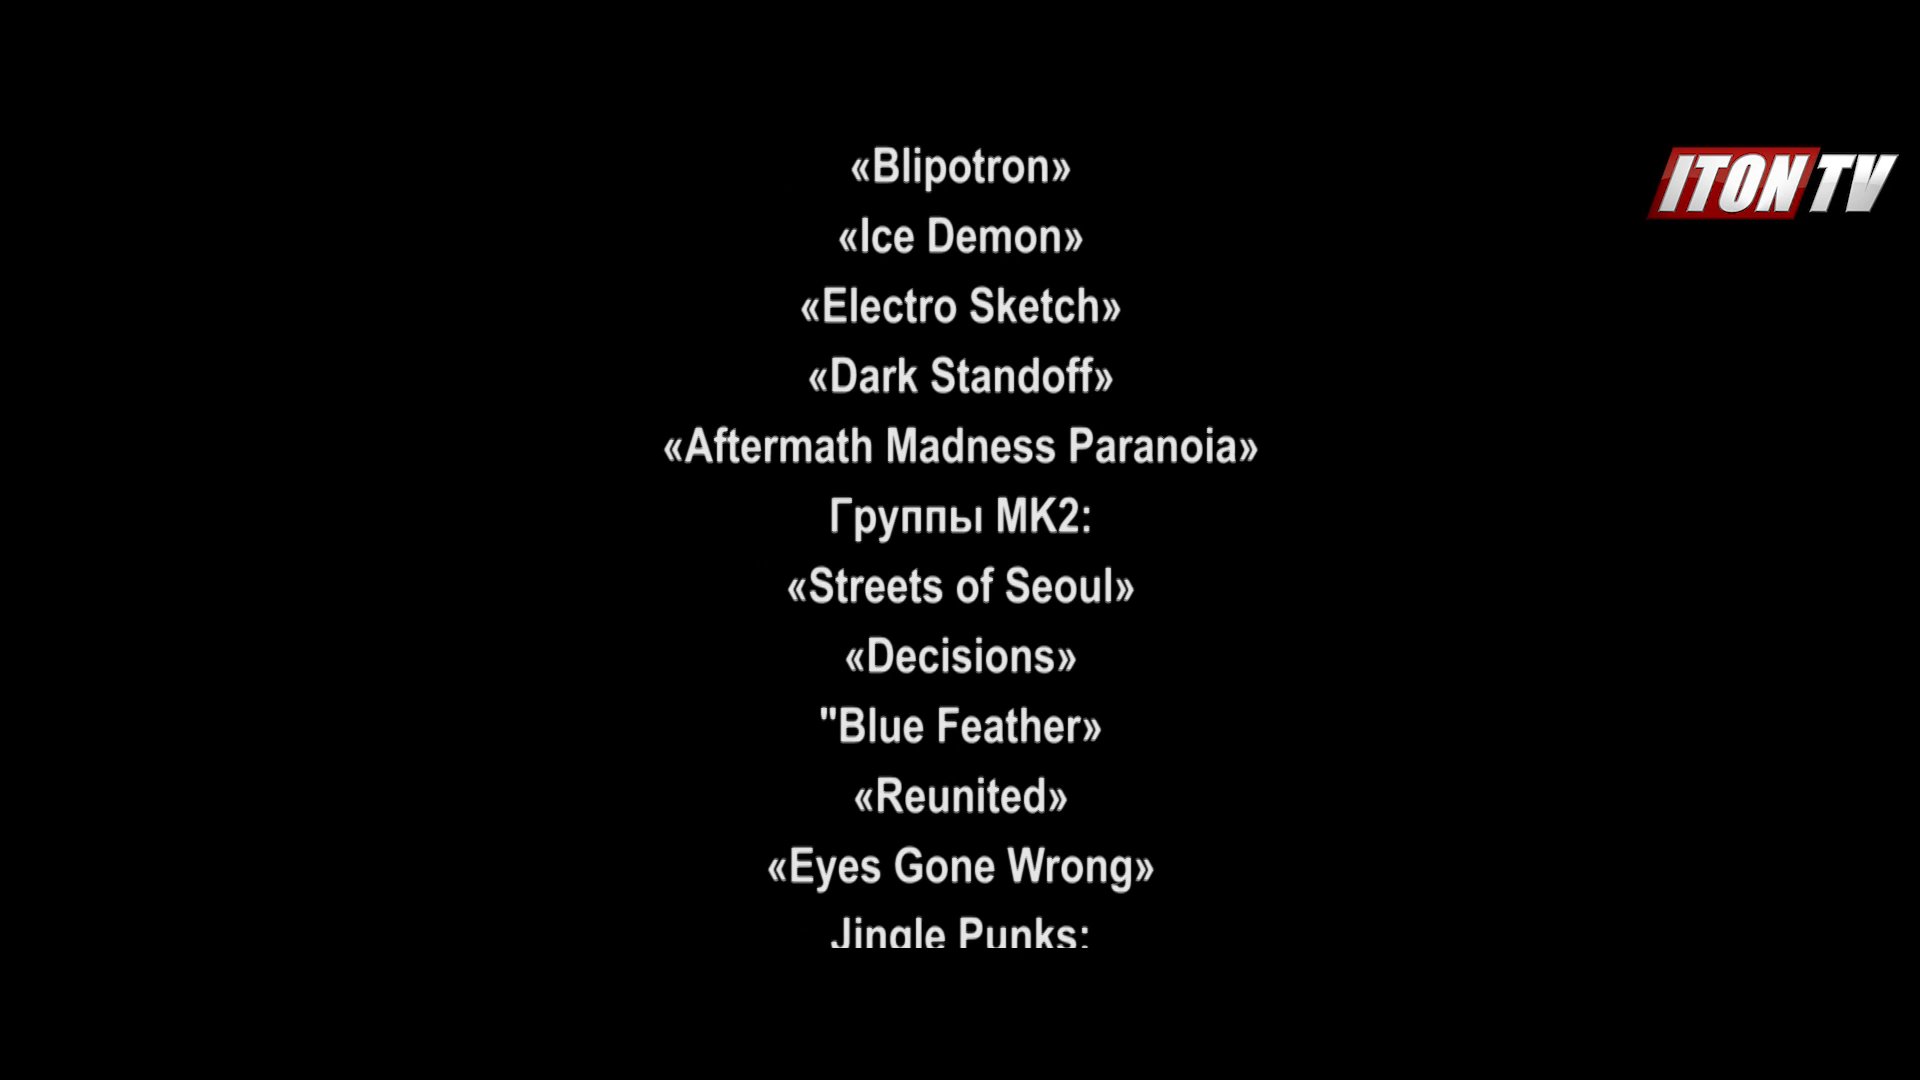 «Blipotron»
ITON TV
«Ice Demon»
«Electro Sketch»
«Dark Standoff»
«Aftermath Madness Paranoia»
Группы МК2:
«Streets of Seoul»
«Decisions»
"Blue Feather»
«Reunited»
«Eyes Gone Wrong»
Jingle Punks: